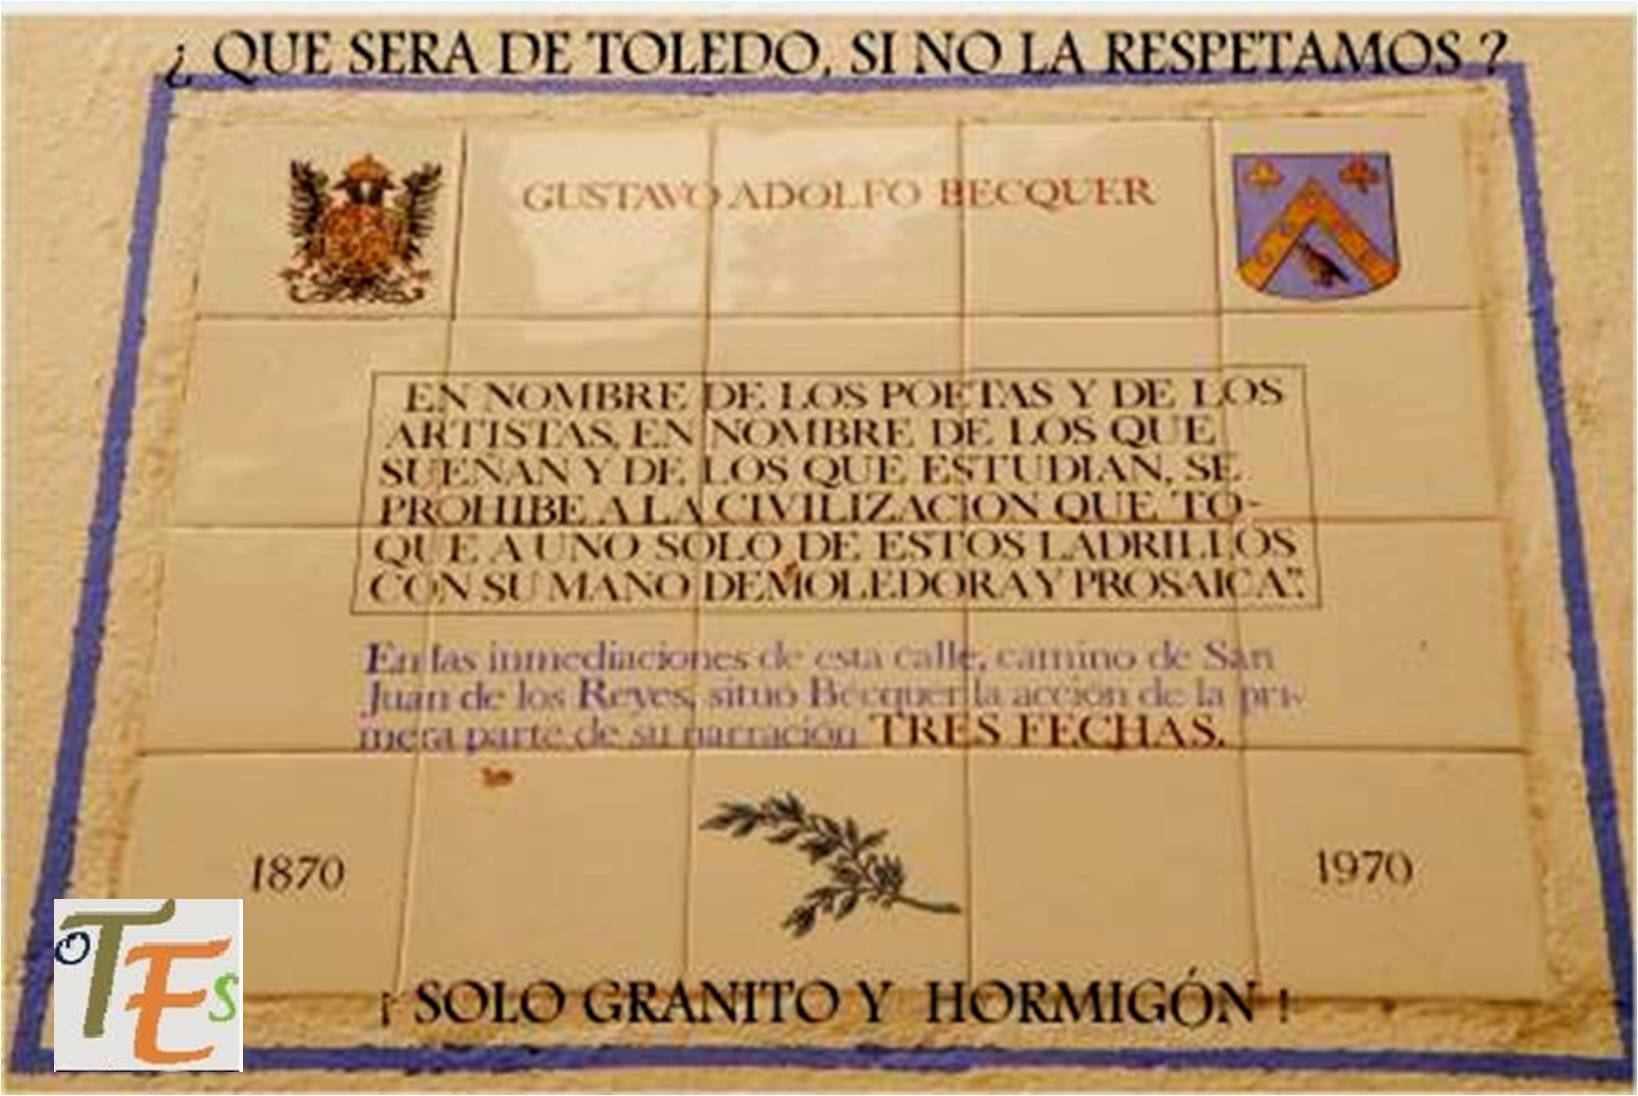 ¿ QUE SERA DE TOLEDO, SI NO LA RESPETAMOS ?
GUSTAVO ADOLFO BECQUER
EN NOMBRE DE LOS POETAS Y DE LOS
ARTISTAS, EN NOMBRE DE LOS QUE
SUEÑAN Y DE LOS QUE ESTUDIAN, SE
PROHIBE A LA CIVILIZACION QUE TO-
QUE A UNO SOLO DE ESTOS LADRILLOS
CON SU MANO DEMOLEDORA Y PROSAICA".
En las inmediaciones de esta calle, camino de San
Juan de los Reyes, situó Bécquer la acción de la pri-
mera parte de su narración TRES FECHAS.
1870
1970
¡ SOLO GRANITO Y HORMIGÓN !
OTES